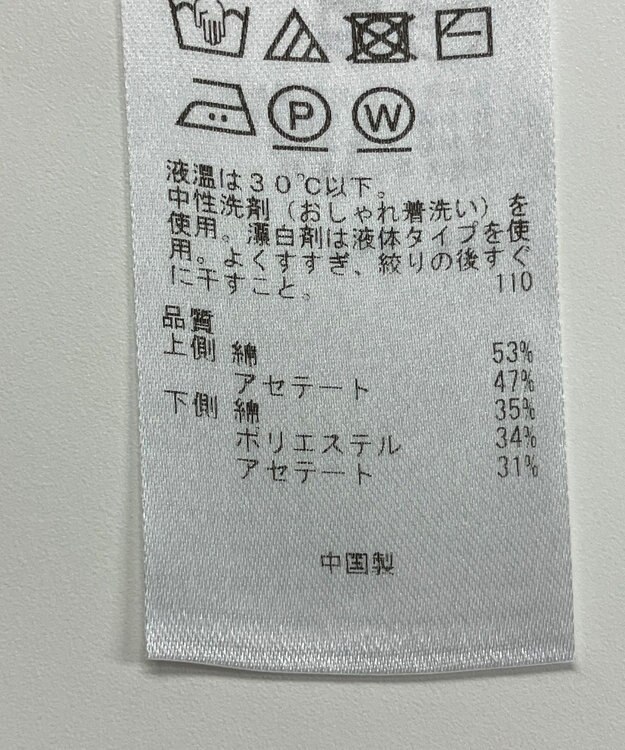 P W
液温は30℃以下。
中性洗剤(おしゃれ着洗い)を
使用。漂白剤は液体タイプを使
用。よくすすぎ、絞りの後すぐ
に干すこと。 110
品質
上側 綿 53%
アセテート 47%
下側 綿 35%
ポリエステル 34%
アセテート 31%
中国製